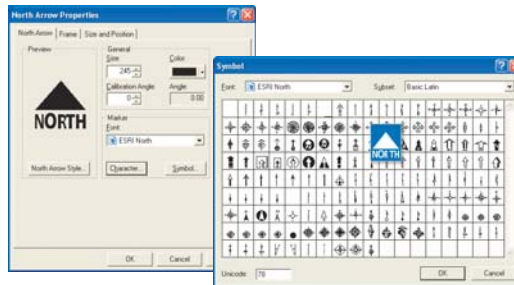 North Arrow Properties
North Arrow Frame Size and Position
Preview
NORTH
North Arrow Style...
General
Size Color
245
Calibration Angle Angle
0 0.00
Marker
Font
ESRI North
Character... Symbol...
OK Cancel
Symbol
Font: ESRI North Subset: Basic Latin
NORTH
Unicode: 78 OK Cancel